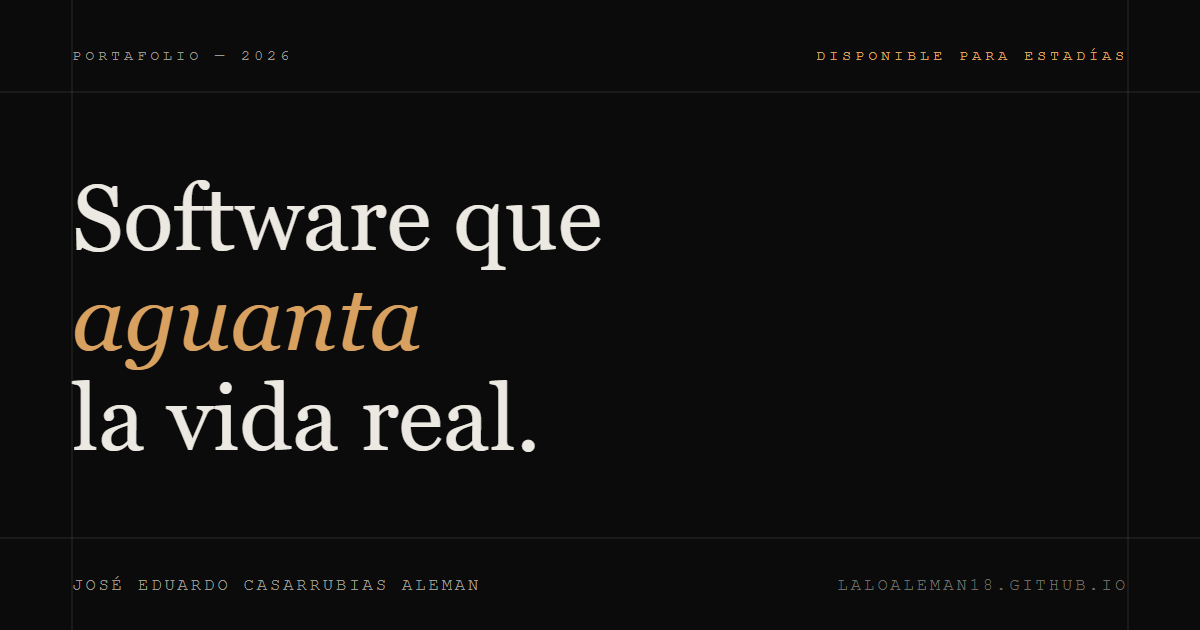 PORTAFOLIO — 2026
DISPONIBLE PARA ESTADÍAS
Software que
aguanta
la vida real.
JOSÉ EDUARDO CASARRUBIAS ALEMAN
LALOALEMAN18.GITHUB.IO